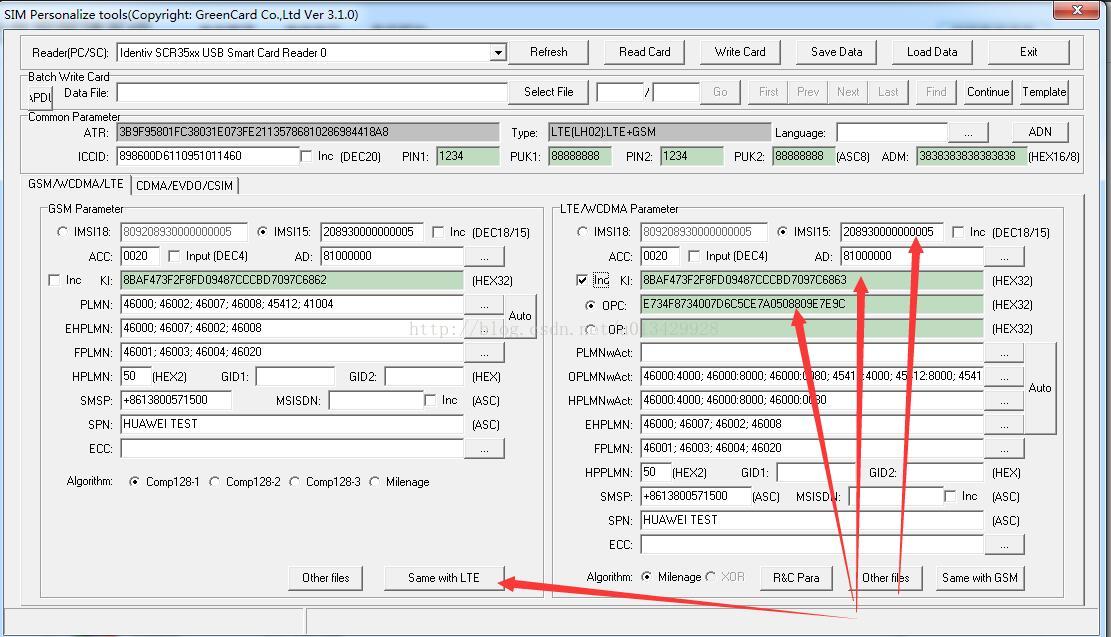 SIM Personalize tools(Copyright: GreenCard Co.,Ltd Ver 3.1.0)
Reader(PC/SC): Identiv SCR35xx USB Smart Card Reader 0 Refresh Read Card Write Card Save Data Load Data Exit
Batch Write Card
APDU Data File: Select File / Go First Prev Next Last Find Continue Template
Common Parameter
ATR: 3B9F95801FC38031E073FE2113578681028698441 8A8 Type: LTE(LH02):LTE+GSM Language: ... ADN
ICCID: 898600D6110951011460 Inc (DEC20) PIN1: 1234 PUK1: 88888888 PIN2: 1234 PUK2: 88888888 (ASC8) ADM: 3838383838383838 (HEX16/8)
GSM/WCDMA/LTE CDMA/EVDO/CSIM
GSM Parameter
IMSI18: 809208930000000005 IMSI15: 208930000000005 Inc (DEC18/15)
ACC: 0020 Input (DEC4) AD: 81000000 ...
Inc KI: 8BAF473F2F8FD09487CCCBD7097C6862 (HEX32)
PLMN: 46000; 46002; 46007; 46008; 45412; 41004 ...
Auto
EHPLMN: 46000; 46007; 46002; 46008 ...
FPLMN: 46001; 46003; 46004; 46020 ...
HPLMN: 50 (HEX2) GID1: GID2: (HEX)
SMSP: +8613800571500 MSISDN: Inc (ASC)
SPN: HUAWEI TEST (ASC)
ECC: ...
Algorithm: Comp128-1 Comp128-2 Comp128-3 Milenage
Other files Same with LTE
LTE/WCDMA Parameter
IMSI18: 809208930000000005 IMSI15: 208930000000005 Inc (DEC18/15)
ACC: 0020 Input (DEC4) AD: 81000000 ...
Inc KI: 8BAF473F2F8FD09487CCCBD7097C6863 (HEX32)
OPC: E734F8734007D6C5CE7A0508809E7E9C (HEX32)
OP: (HEX32)
PLMNwAct: ...
OPLMNwAct: 46000:4000; 46000:8000; 46000:0080; 45412:4000; 45412:8000; 4541 ...
Auto
HPLMNwAct: 46000:4000; 46000:8000; 46000:0080 ...
EHPLMN: 46000; 46007; 46002; 46008 ...
FPLMN: 46001; 46003; 46004; 46020 ...
HPPLMN: 50 (HEX2) GID1: GID2: (HEX)
SMSP: +8613800571500 (ASC) MSISDN: Inc (ASC)
SPN: HUAWEI TEST (ASC)
ECC: ...
Algorithm: Milenage XOR R&C Para Other files Same with GSM